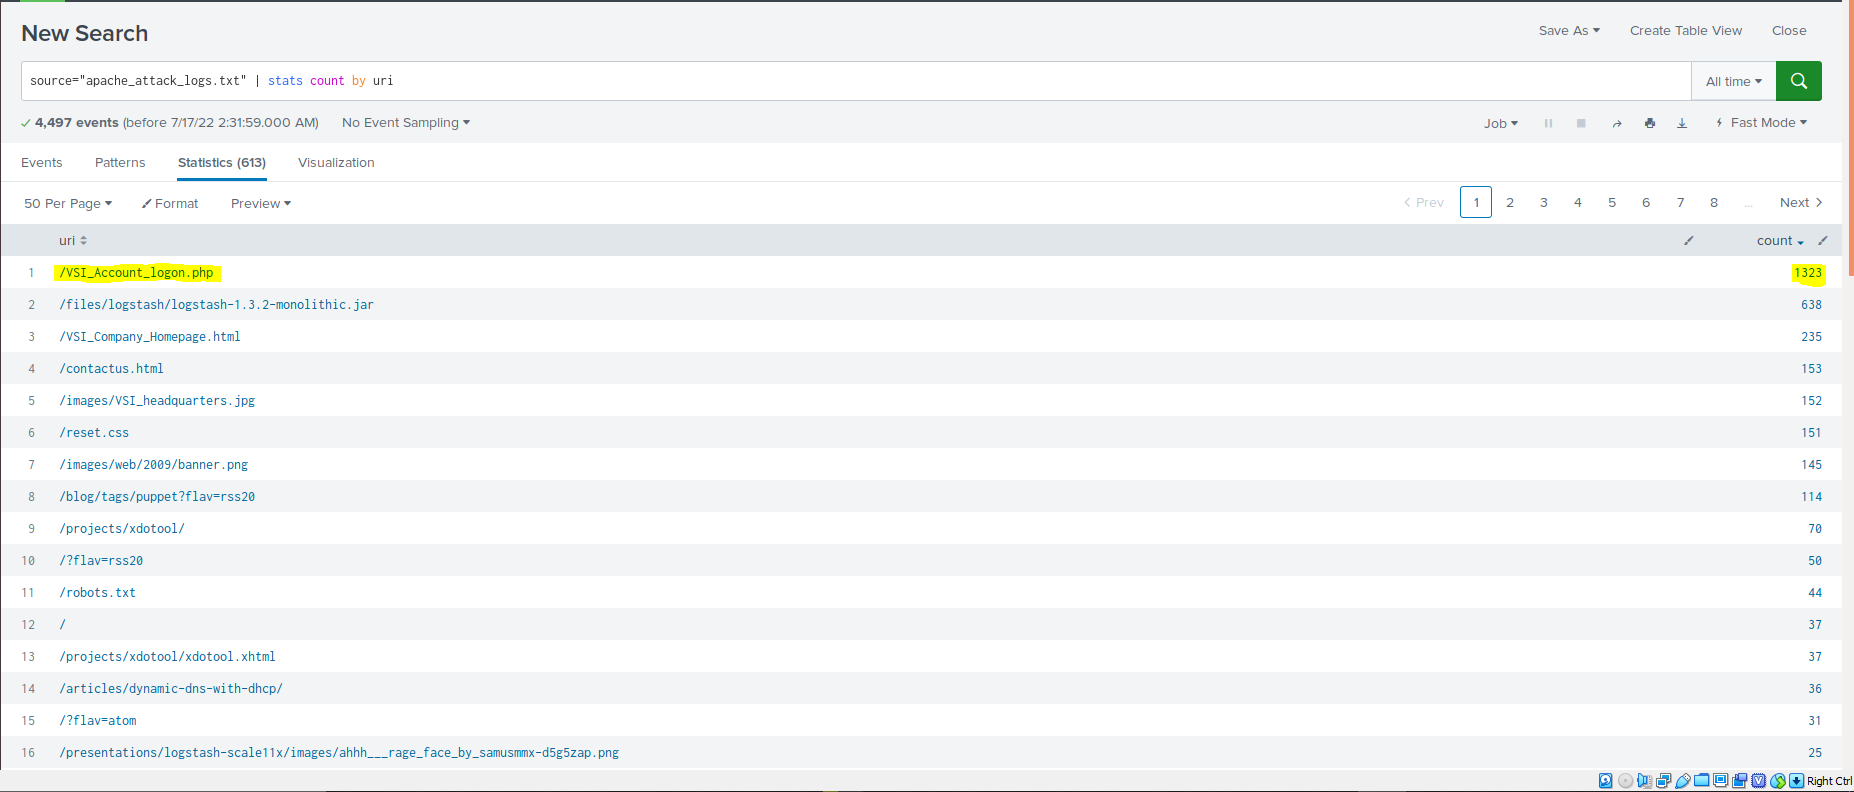 New Search
Save As Create Table View Close
source="apache_attack_logs.txt" | stats count by uri
All time
4,497 events (before 7/17/22 2:31:59.000 AM) No Event Sampling
Job Fast Mode
Events Patterns Statistics (613) Visualization
50 Per Page Format Preview
Prev 1 2 3 4 5 6 7 8 ... Next
uri count
1 /VSI_Account_logon.php 1323
2 /files/logstash/logstash-1.3.2-monolithic.jar 638
3 /VSI_Company_Homepage.html 235
4 /contactus.html 153
5 /images/VSI_headquarters.jpg 152
6 /reset.css 151
7 /images/web/2009/banner.png 145
8 /blog/tags/puppet?flav=rss20 114
9 /projects/xdotool/ 70
10 /?flav=rss20 50
11 /robots.txt 44
12 / 37
13 /projects/xdotool/xdotool.xhtml 37
14 /articles/dynamic-dns-with-dhcp/ 36
15 /?flav=atom 31
16 /presentations/logstash-scale11x/images/ahhh___rage_face_by_samusmmx-d5g5zap.png 25
Right Ctrl